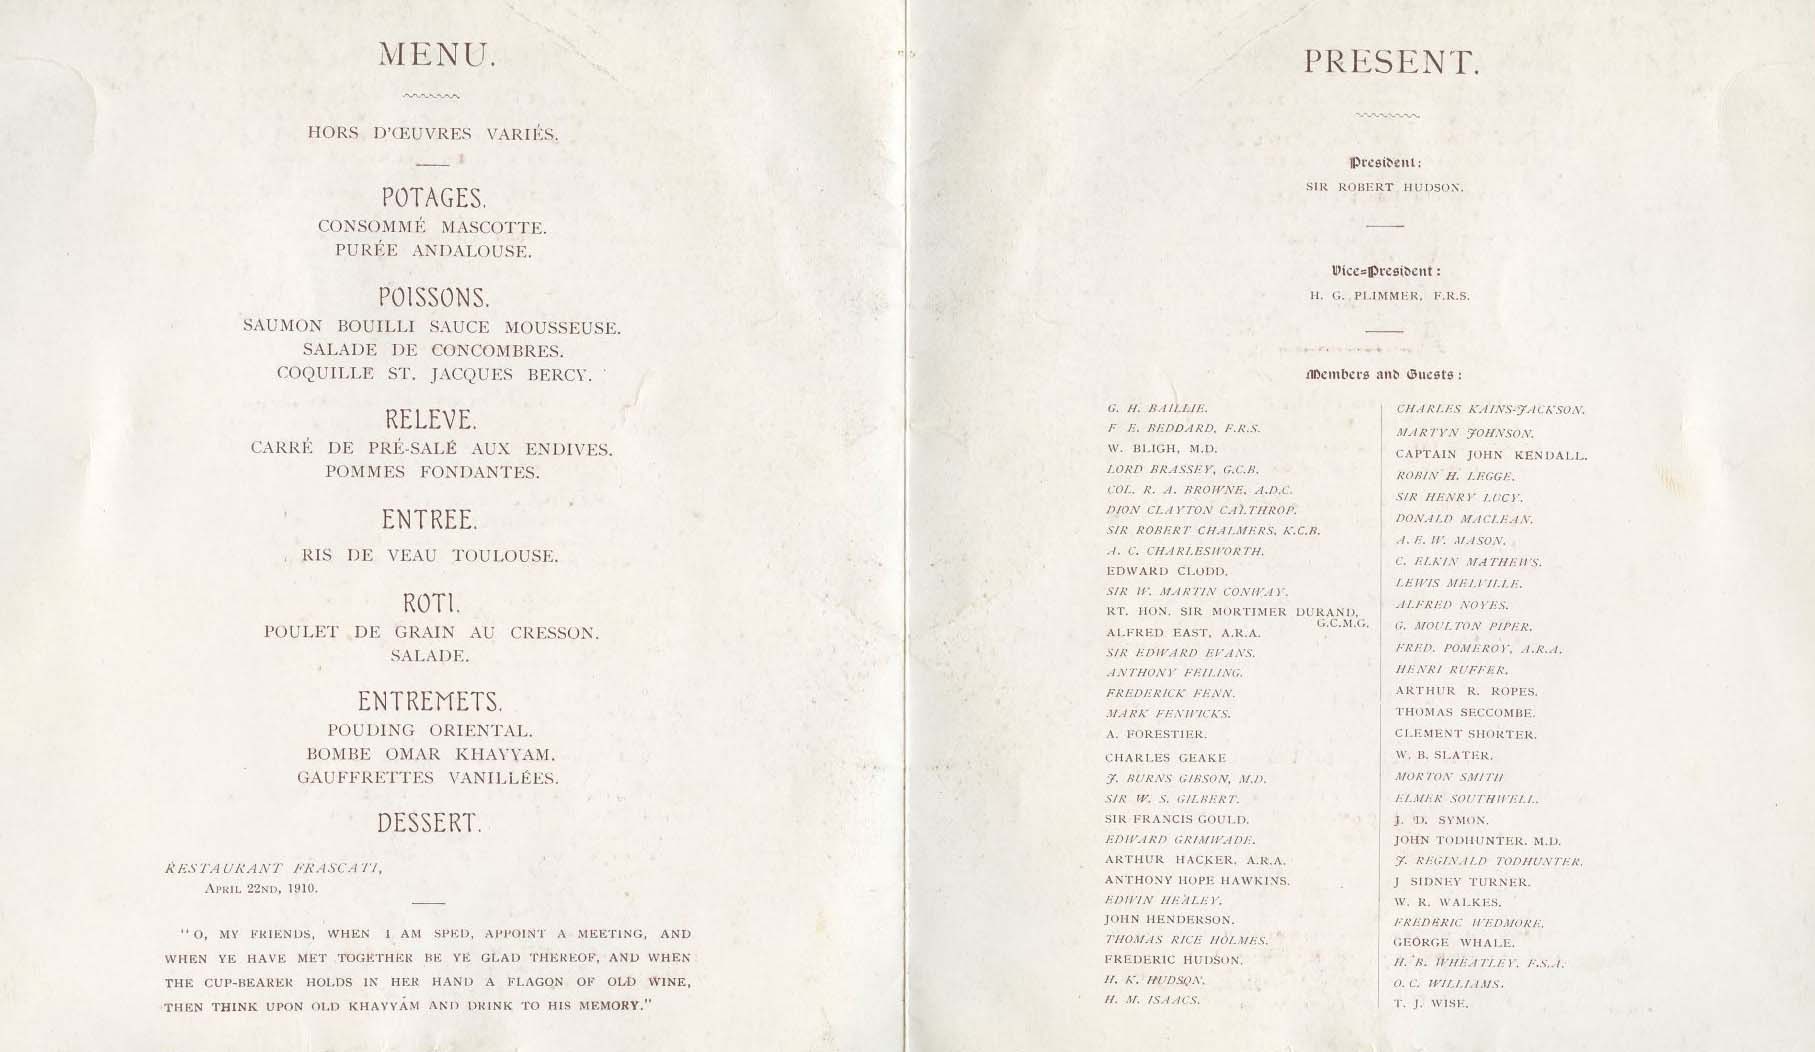 MENU.
HORS D'ŒUVRES VARIÉS.
POTAGES.
CONSOMMÉ MASCOTTE.
PURÉE ANDALOUSE.
POISSONS.
SAUMON BOUILLI SAUCE MOUSSEUSE.
SALADE DE CONCOMBRES.
COQUILLE ST. JACQUES BERCY.
RELEVE.
CARRÉ DE PRÉ-SALÉ AUX ENDIVES.
POMMES FONDANTES.
ENTREE.
RIS DE VEAU TOULOUSE.
ROTI.
POULET DE GRAIN AU CRESSON.
SALADE.
ENTREMETS.
POUDING ORIENTAL.
BOMBE OMAR KHAYYAM.
GAUFFRETTES VANILLÉES.
DESSERT.
RESTAURANT FRASCATI,
APRIL 22ND, 1910.
"O, MY FRIENDS, WHEN I AM SPED, APPOINT A MEETING, AND
WHEN YE HAVE MET TOGETHER BE YE GLAD THEREOF, AND WHEN
THE CUP-BEARER HOLDS IN HER HAND A FLAGON OF OLD WINE,
THEN THINK UPON OLD KHAYYÁM AND DRINK TO HIS MEMORY."
PRESENT.
President:
SIR ROBERT HUDSON.
Vice=President:
H. G. PLIMMER, F.R.S.
Members and Guests:
G. H. BAILLIE.
F E. BEDDARD, F.R.S.
W. BLIGH, M.D.
LORD BRASSEY, G.C.B.
COL. R. A. BROWNE, A.D.C.
DION CLAYTON CALTHROP.
SIR ROBERT CHALMERS, K.C.B.
A. C. CHARLESWORTH.
EDWARD CLODD.
SIR W. MARTIN CONWAY.
RT. HON. SIR MORTIMER DURAND,
G.C.M.G.
ALFRED EAST, A.R.A.
SIR EDWARD EVANS.
ANTHONY FEILING.
FREDERICK FENN.
MARK FENWICKS.
A. FORESTIER.
CHARLES GEAKE
J. BURNS GIBSON, M.D.
SIR W. S. GILBERT.
SIR FRANCIS GOULD.
EDWARD GRIMWADE.
ARTHUR HACKER, A.R.A.
ANTHONY HOPE HAWKINS.
EDWIN HEALEY.
JOHN HENDERSON.
THOMAS RICE HOLMES.
FREDERIC HUDSON.
H. K. HUDSON.
H. M. ISAACS.
CHARLES KAINS-JACKSON.
MARTYN JOHNSON.
CAPTAIN JOHN KENDALL.
ROBIN H. LEGGE.
SIR HENRY LUCY.
DONALD MACLEAN.
A. E. W. MASON.
C. ELKIN MATHEWS.
LEWIS MELVILLE.
ALFRED NOYES.
G. MOULTON PIPER.
FRED. POMEROY, A.R.A.
HENRI RUFFER.
ARTHUR R. ROPES.
THOMAS SECCOMBE.
CLEMENT SHORTER.
W. B. SLATER.
MORTON SMITH
ELMER SOUTHWELL.
J. D. SYMON.
JOHN TODHUNTER. M.D.
J. REGINALD TODHUNTER.
J SIDNEY TURNER.
W. R. WALKES.
FREDERIC WEDMORE.
GEORGE WHALE.
H. B. WHEATLEY, F.S.A.
O. C. WILLIAMS.
T. J. WISE.